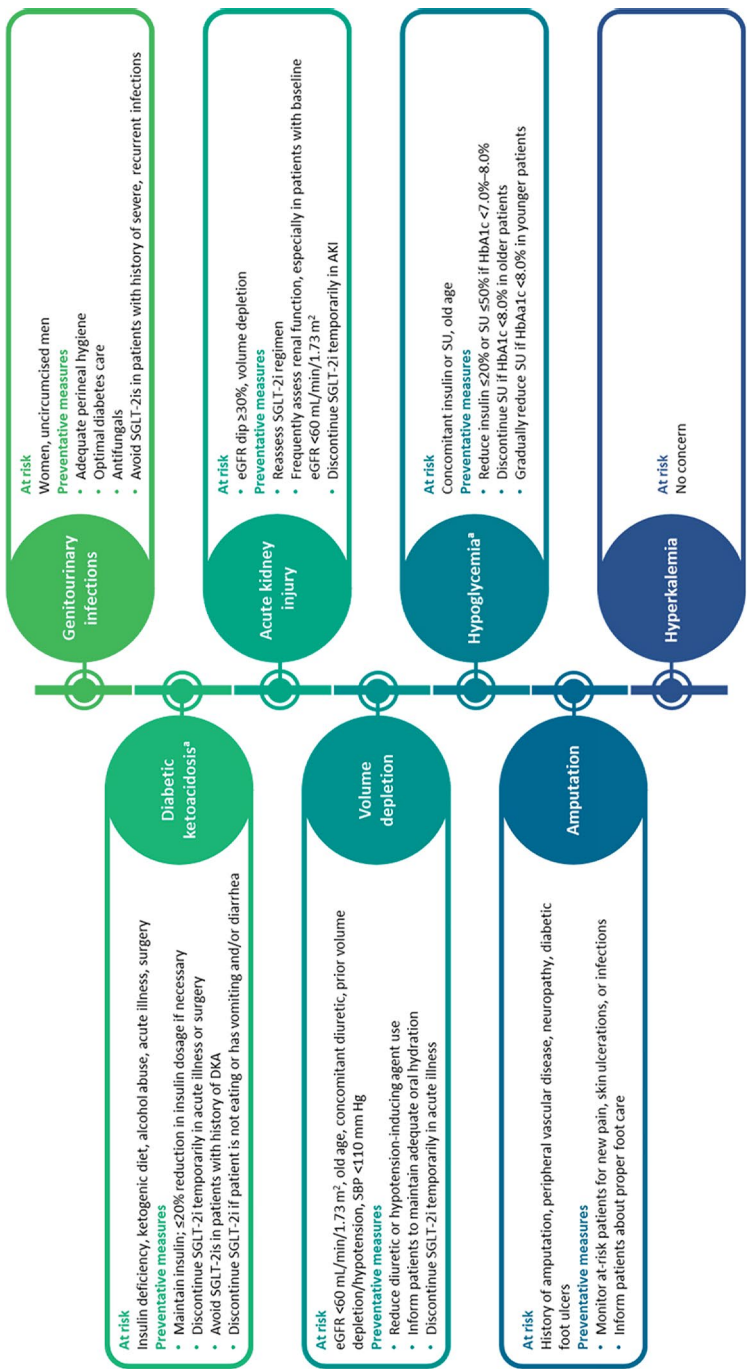 Genitourinary
infections
At risk
Women, uncircumcised men
Preventative measures
• Adequate perineal hygiene
• Optimal diabetes care
• Antifungals
• Avoid SGLT-2is in patients with history of severe, recurrent infections
Diabetic
ketoacidosisᵃ
At risk
Insulin deficiency, ketogenic diet, alcohol abuse, acute illness, surgery
Preventative measures
• Maintain insulin; ≤20% reduction in insulin dosage if necessary
• Discontinue SGLT-2i temporarily in acute illness or surgery
• Avoid SGLT-2is in patients with history of DKA
• Discontinue SGLT-2i if patient is not eating or has vomiting and/or diarrhea
Acute kidney
injury
At risk
• eGFR dip ≥30%, volume depletion
Preventative measures
• Reassess SGLT-2i regimen
• Frequently assess renal function, especially in patients with baseline
eGFR <60 mL/min/1.73 m²
• Discontinue SGLT-2i temporarily in AKI
Volume
depletion
At risk
eGFR <60 mL/min/1.73 m², old age, concomitant diuretic, prior volume
depletion/hypotension, SBP <110 mm Hg
Preventative measures
• Reduce diuretic or hypotension-inducing agent use
• Inform patients to maintain adequate oral hydration
• Discontinue SGLT-2i temporarily in acute illness
Hypoglycemiaᵃ
At risk
Concomitant insulin or SU, old age
Preventative measures
• Reduce insulin ≤20% or SU ≤50% if HbA1c <7.0%–8.0%
• Discontinue SU if HbA1c <8.0% in older patients
• Gradually reduce SU if HbAa1c <8.0% in younger patients
Amputation
At risk
History of amputation, peripheral vascular disease, neuropathy, diabetic
foot ulcers
Preventative measures
• Monitor at-risk patients for new pain, skin ulcerations, or infections
• Inform patients about proper foot care
Hyperkalemia
At risk
No concern